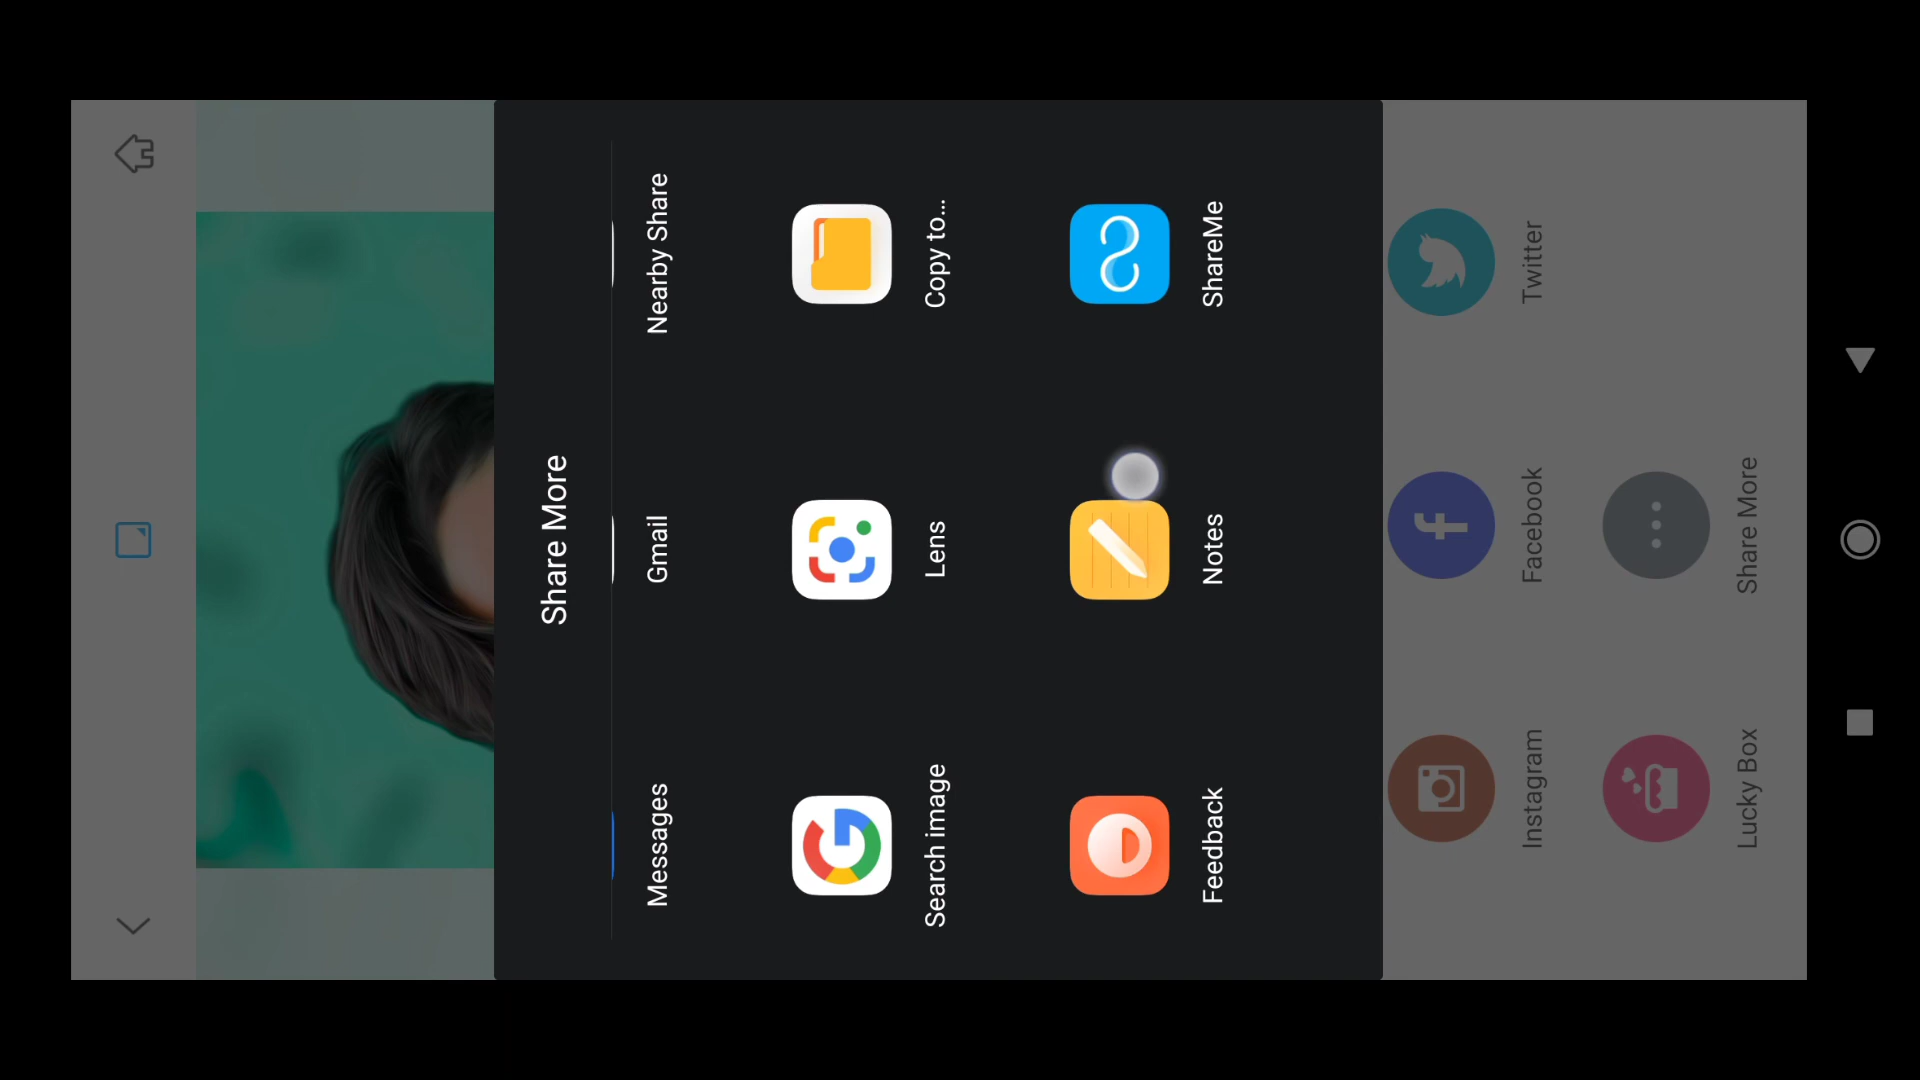 Share More
Messages
Gmail
Nearby Share
Search image
Lens
Copy to...
Feedback
Notes
ShareMe
Instagram
Facebook
Twitter
Lucky Box
Share More